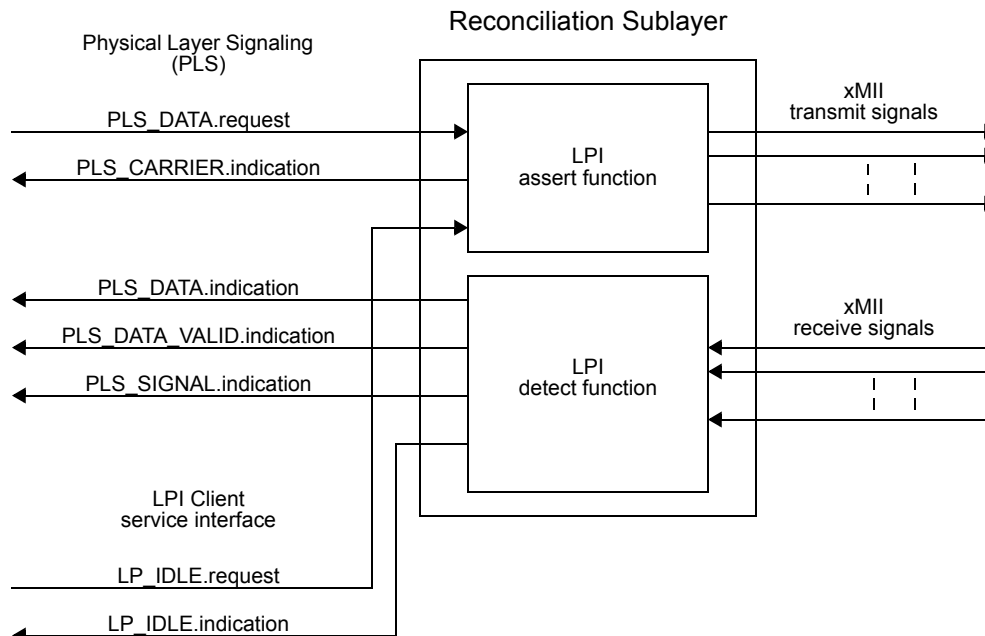 Reconciliation Sublayer
Physical Layer Signaling
(PLS)
PLS_DATA.request
PLS_CARRIER.indication
LPI
assert function
xMII
transmit signals
PLS_DATA.indication
PLS_DATA_VALID.indication
PLS_SIGNAL.indication
LPI
detect function
xMII
receive signals
LPI Client
service interface
LP_IDLE.request
LP_IDLE.indication